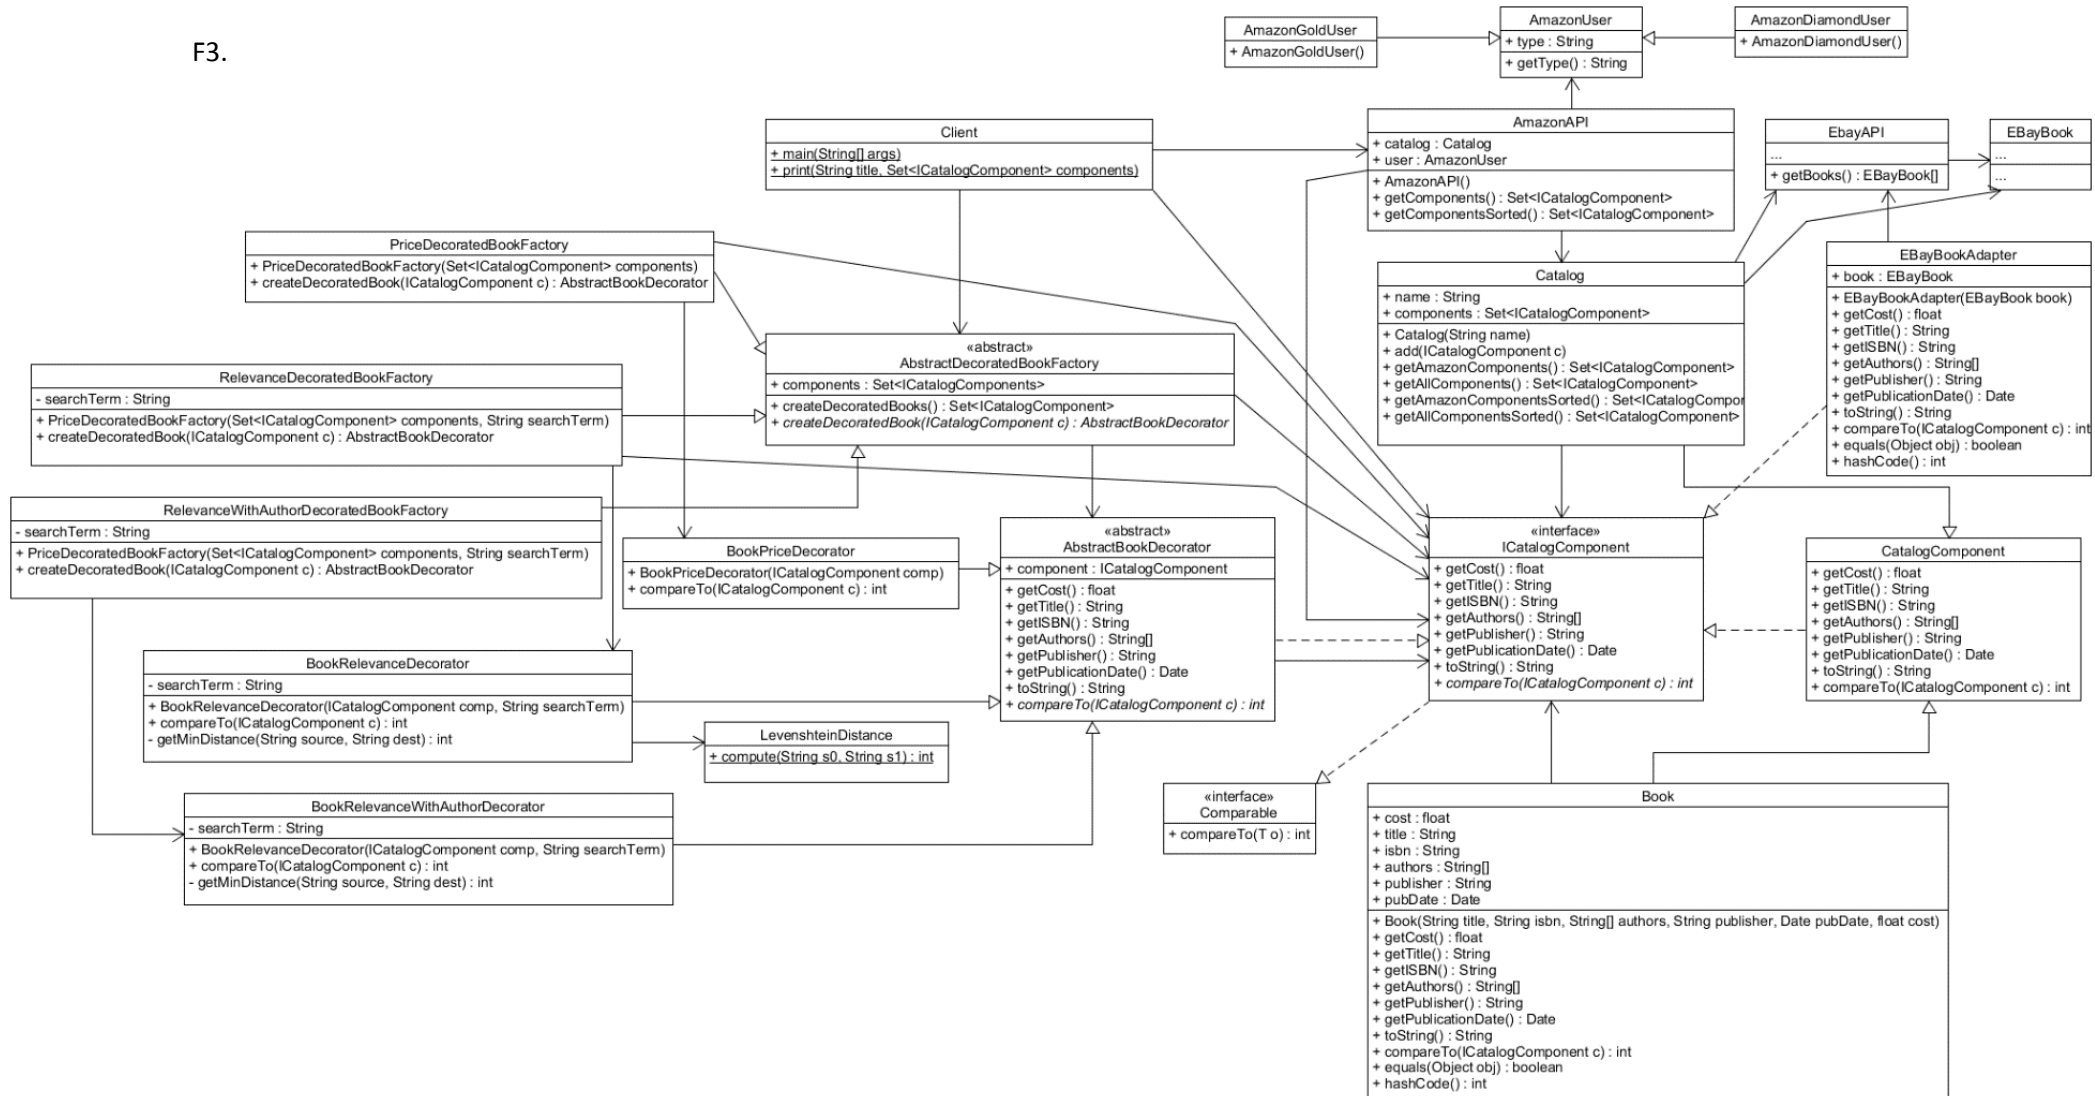 F3.
AmazonGoldUser
+ AmazonGoldUser()
AmazonUser
+ type : String
+ getType() : String
AmazonDiamondUser
+ AmazonDiamondUser()
Client
+ main(String[] args)
+ print(String title, Set<ICatalogComponent> components)
AmazonAPI
+ catalog : Catalog
+ user : AmazonUser
+ AmazonAPI()
+ getComponents() : Set<ICatalogComponent>
+ getComponentsSorted() : Set<ICatalogComponent>
EbayAPI
...
+ getBooks() : EBayBook[]
EBayBook
...
...
PriceDecoratedBookFactory
+ PriceDecoratedBookFactory(Set<ICatalogComponent> components)
+ createDecoratedBook(ICatalogComponent c) : AbstractBookDecorator
Catalog
+ name : String
+ components : Set<ICatalogComponent>
+ Catalog(String name)
+ add(ICatalogComponent c)
+ getAmazonComponents() : Set<ICatalogComponent>
+ getAllComponents() : Set<ICatalogComponent>
+ getAmazonComponentsSorted() : Set<ICatalogCompor
+ getAllComponentsSorted() : Set<ICatalogComponent>
EBayBookAdapter
+ book : EBayBook
+ EBayBookAdapter(EBayBook book)
+ getCost() : float
+ getTitle() : String
+ getISBN() : String
+ getAuthors() : String[]
+ getPublisher() : String
+ getPublicationDate() : Date
+ toString() : String
+ compareTo(ICatalogComponent c) : int
+ equals(Object obj) : boolean
+ hashCode() : int
«abstract»
AbstractDecoratedBookFactory
+ components : Set<ICatalogComponents>
+ createDecoratedBooks() : Set<ICatalogComponent>
+ createDecoratedBook(ICatalogComponent c) : AbstractBookDecorator
RelevanceDecoratedBookFactory
- searchTerm : String
+ PriceDecoratedBookFactory(Set<ICatalogComponent> components, String searchTerm)
+ createDecoratedBook(ICatalogComponent c) : AbstractBookDecorator
RelevanceWithAuthorDecoratedBookFactory
- searchTerm : String
+ PriceDecoratedBookFactory(Set<ICatalogComponent> components, String searchTerm)
+ createDecoratedBook(ICatalogComponent c) : AbstractBookDecorator
BookPriceDecorator
+ BookPriceDecorator(ICatalogComponent comp)
+ compareTo(ICatalogComponent c) : int
«abstract»
AbstractBookDecorator
+ component : ICatalogComponent
+ getCost() : float
+ getTitle() : String
+ getISBN() : String
+ getAuthors() : String[]
+ getPublisher() : String
+ getPublicationDate() : Date
+ toString() : String
+ compareTo(ICatalogComponent c) : int
«interface»
ICatalogComponent
+ getCost() : float
+ getTitle() : String
+ getISBN() : String
+ getAuthors() : String[]
+ getPublisher() : String
+ getPublicationDate() : Date
+ toString() : String
+ compareTo(ICatalogComponent c) : int
CatalogComponent
+ getCost() : float
+ getTitle() : String
+ getISBN() : String
+ getAuthors() : String[]
+ getPublisher() : String
+ getPublicationDate() : Date
+ toString() : String
+ compareTo(ICatalogComponent c) : int
BookRelevanceDecorator
- searchTerm : String
+ BookRelevanceDecorator(ICatalogComponent comp, String searchTerm)
+ compareTo(ICatalogComponent c) : int
- getMinDistance(String source, String dest) : int
LevenshteinDistance
+ compute(String s0, String s1) : int
BookRelevanceWithAuthorDecorator
- searchTerm : String
+ BookRelevanceDecorator(ICatalogComponent comp, String searchTerm)
+ compareTo(ICatalogComponent c) : int
- getMinDistance(String source, String dest) : int
«interface»
Comparable
+ compareTo(T o) : int
Book
+ cost : float
+ title : String
+ isbn : String
+ authors : String[]
+ publisher : String
+ pubDate : Date
+ Book(String title, String isbn, String[] authors, String publisher, Date pubDate, float cost)
+ getCost() : float
+ getTitle() : String
+ getISBN() : String
+ getAuthors() : String[]
+ getPublisher() : String
+ getPublicationDate() : Date
+ toString() : String
+ compareTo(ICatalogComponent c) : int
+ equals(Object obj) : boolean
+ hashCode() : int